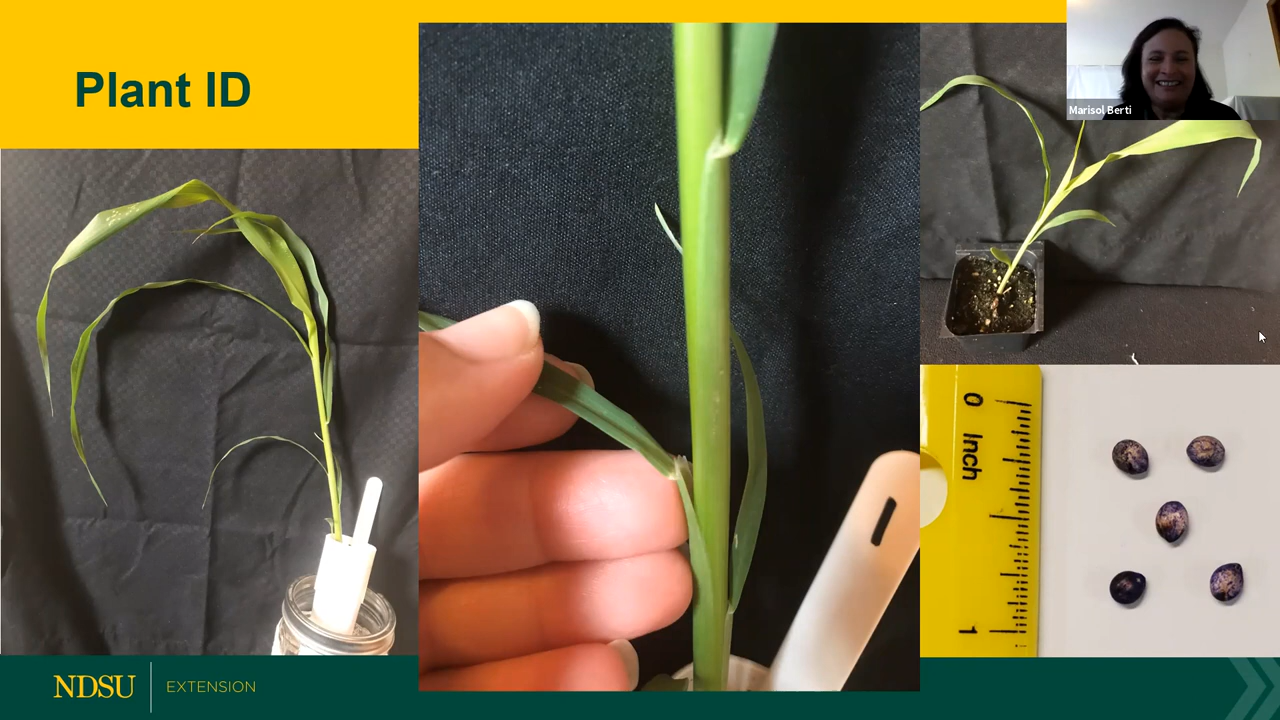 Plant ID
Marisol Berti
0
Inch
1
I
NDSU
EXTENSION